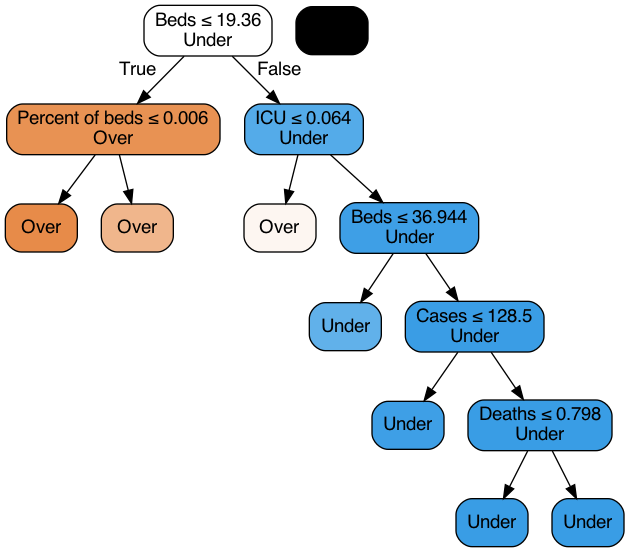 Beds ≤ 19.36
Under
True
False
Percent of beds ≤ 0.006
Over
ICU ≤ 0.064
Under
Over
Over
Over
Beds ≤ 36.944
Under
Under
Cases ≤ 128.5
Under
Under
Deaths ≤ 0.798
Under
Under
Under